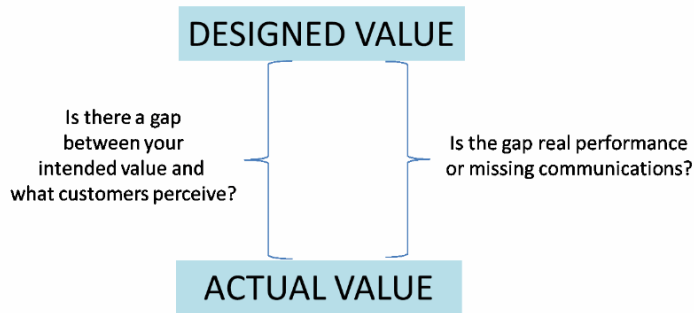 DESIGNED VALUE
Is there a gap
between your
intended value and
what customers perceive?
Is the gap real performance
or missing communications?
ACTUAL VALUE